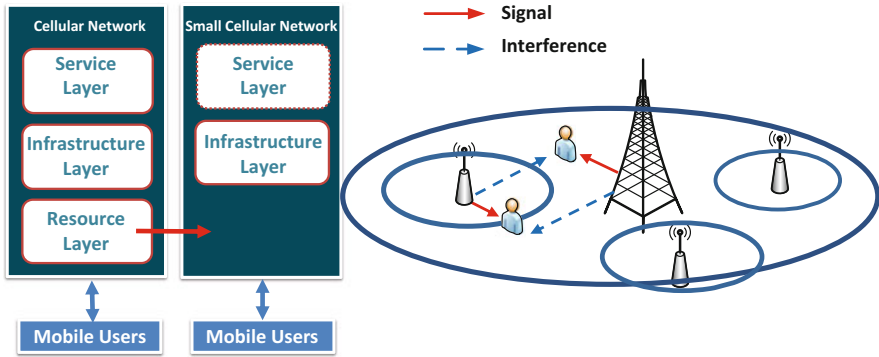 Cellular Network
Service
Layer
Infrastructure
Layer
Resource
Layer
Mobile Users
Small Cellular Network
Service
Layer
Infrastructure
Layer
Mobile Users
Signal
Interference